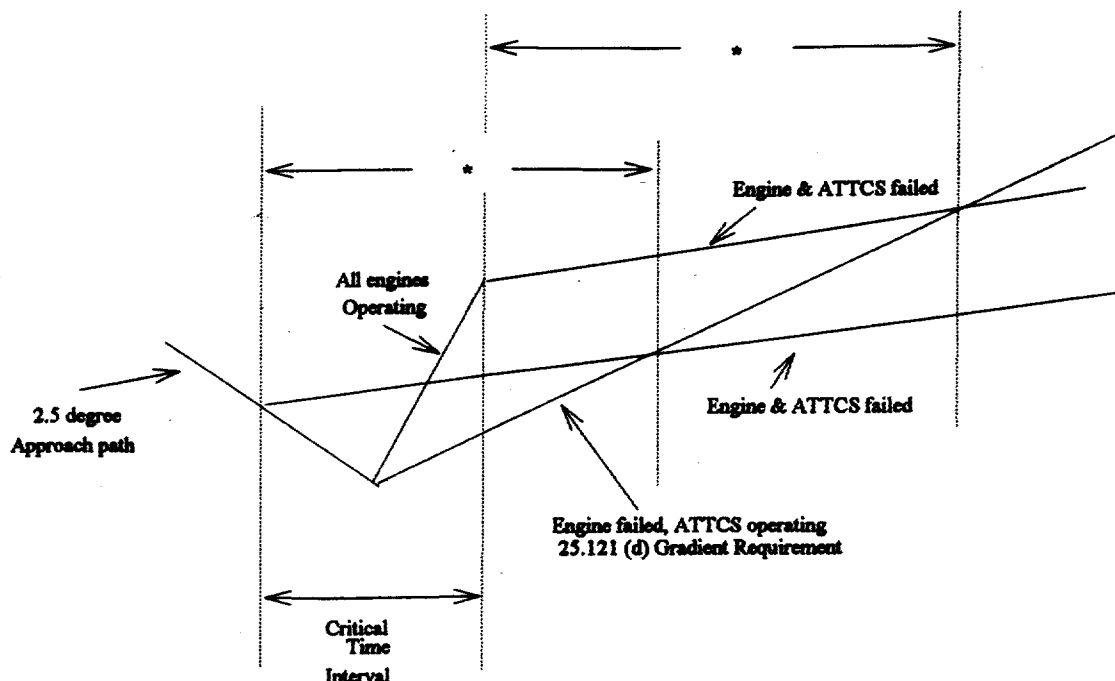 *
*
Engine & ATTCS failed
All engines
Operating
2.5 degree
Approach path
Engine & ATTCS failed
Engine failed, ATTCS operating
25.121 (d) Gradient Requirement
Critical
Time
Interval